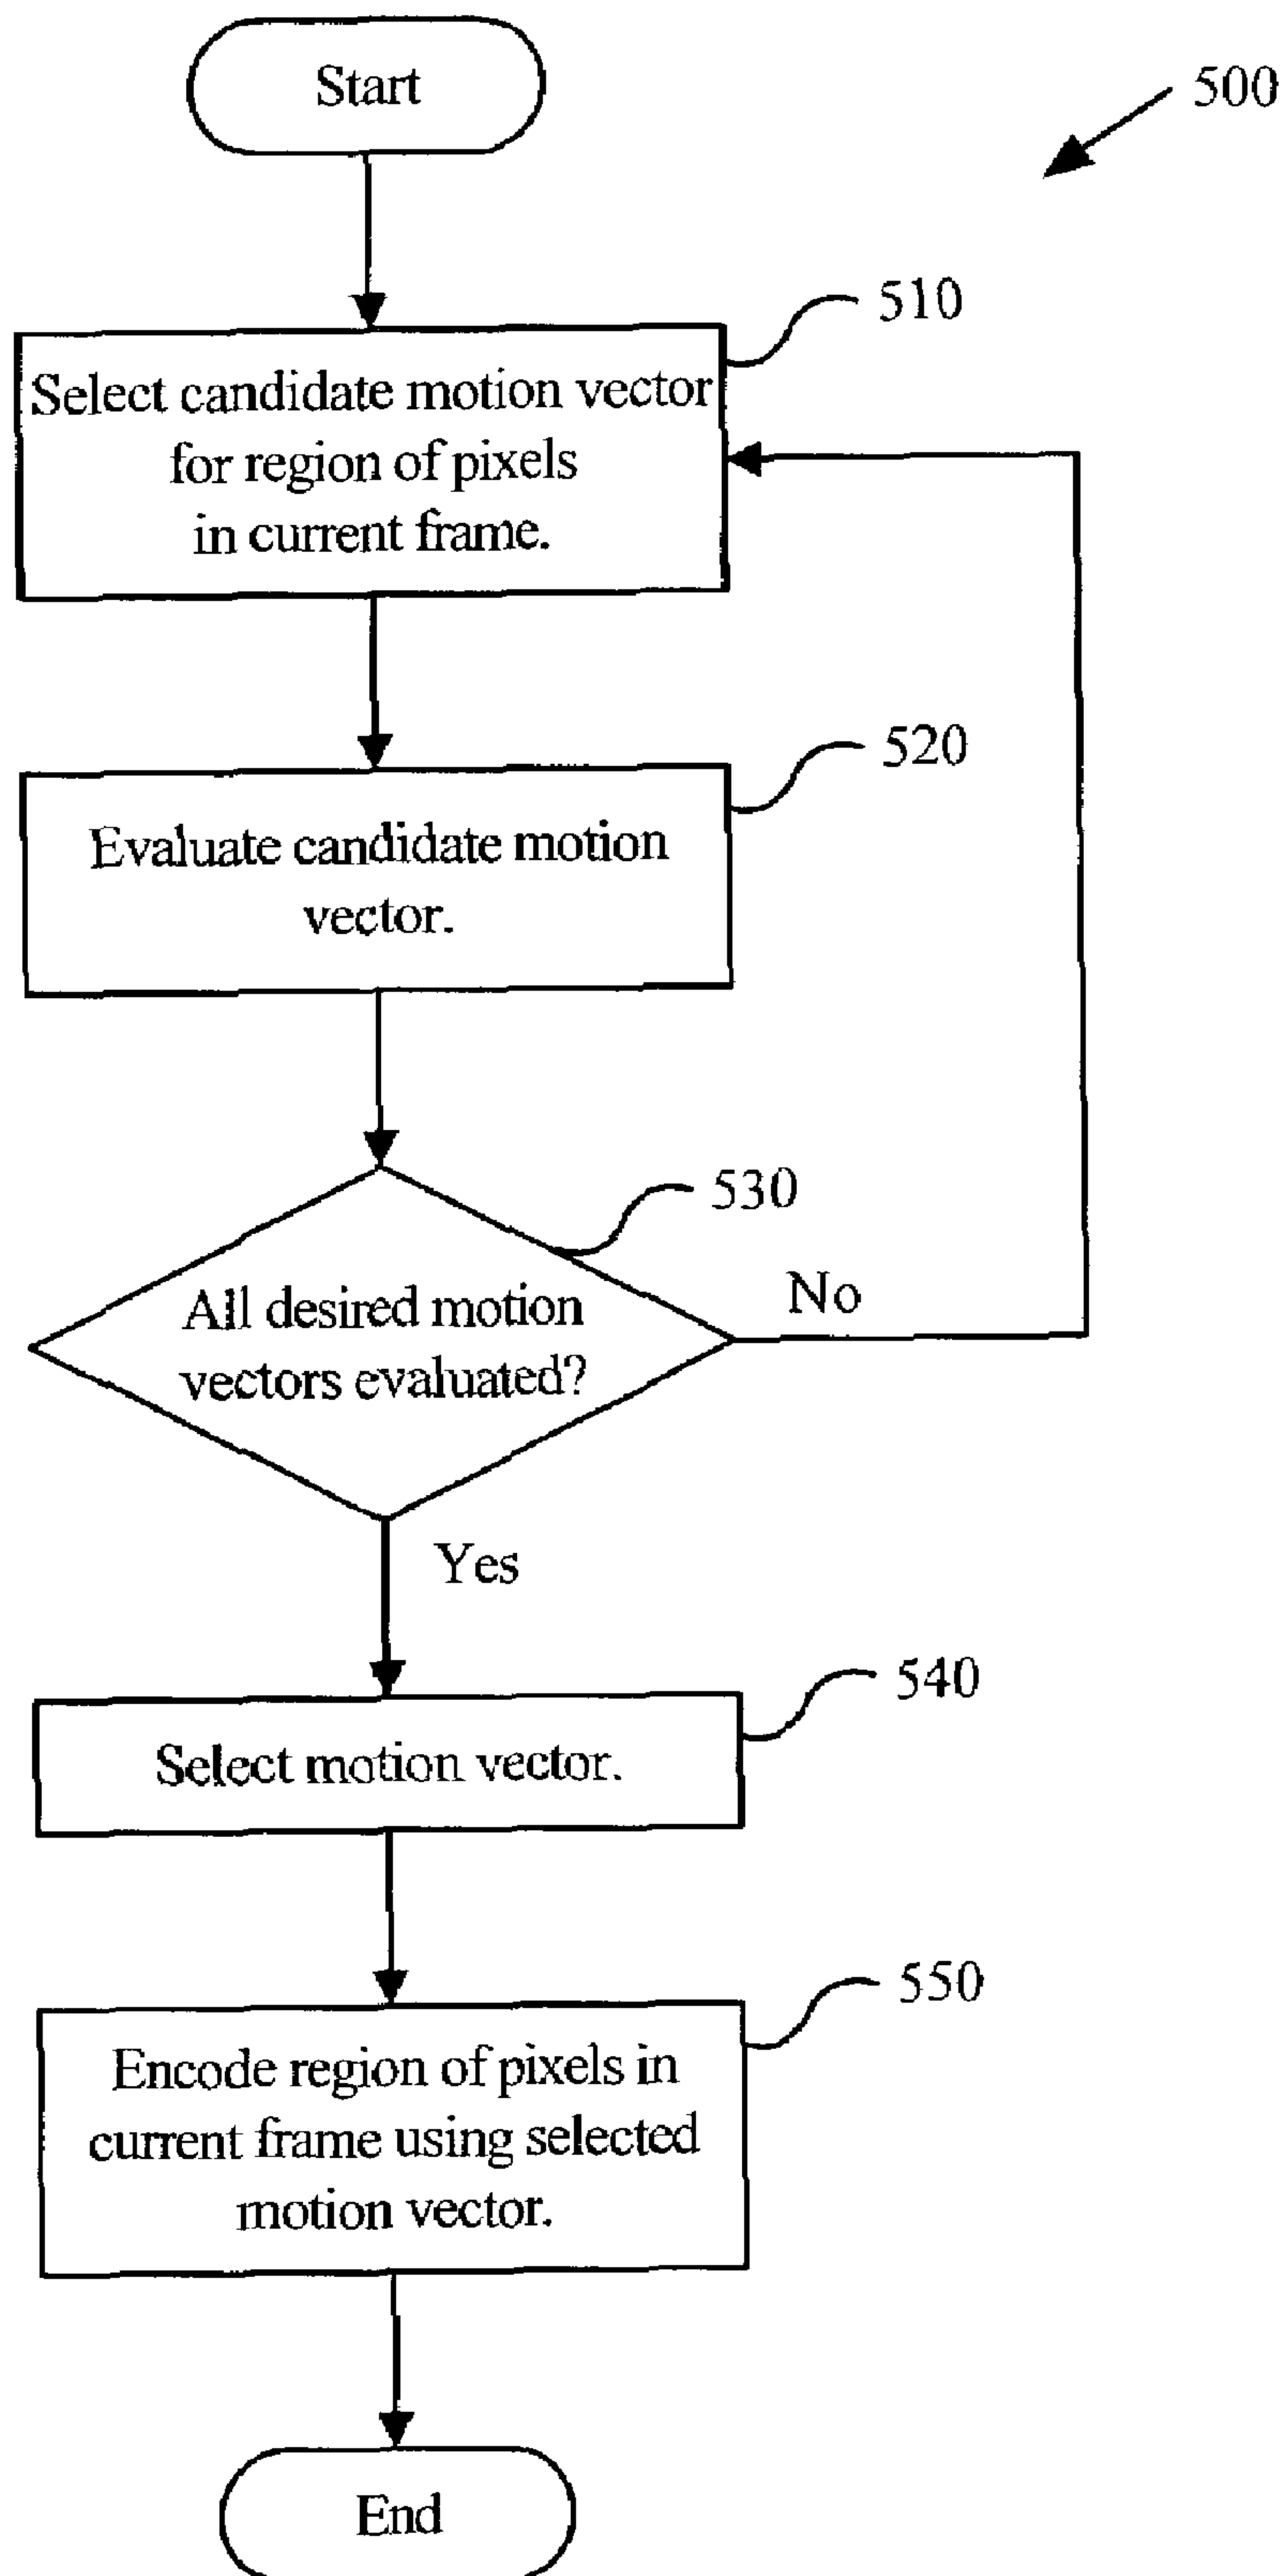 Start
500
510
Select candidate motion vector
for region of pixels
in current frame.
520
Evaluate candidate motion
vector.
530
All desired motion
vectors evaluated?
No
Yes
540
Select motion vector.
550
Encode region of pixels in
current frame using selected
motion vector.
End